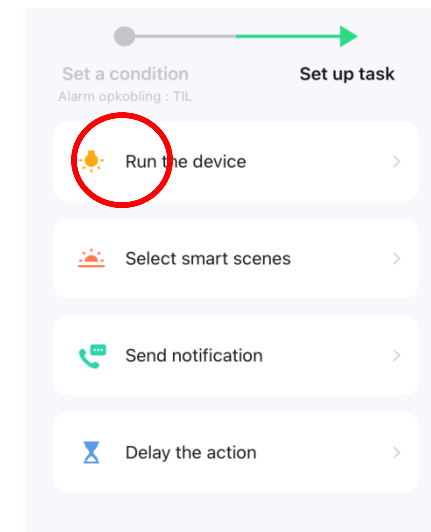 Set a condition
Set up task
Alarm opkobling : TIL
Run the device
Select smart scenes
Send notification
Delay the action